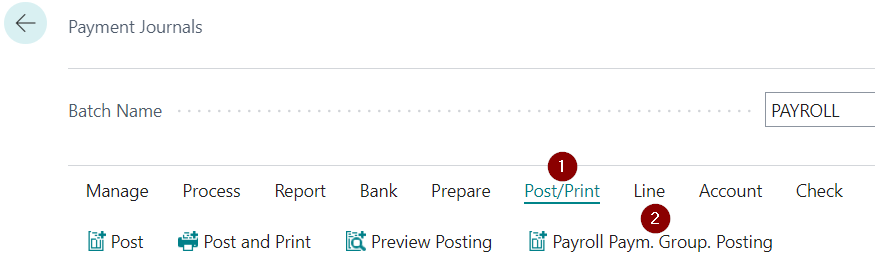 Payment Journals
Batch Name PAYROLL
1
Manage Process Report Bank Prepare Post/Print Line Account Check
2
Post Post and Print Preview Posting Payroll Paym. Group. Posting